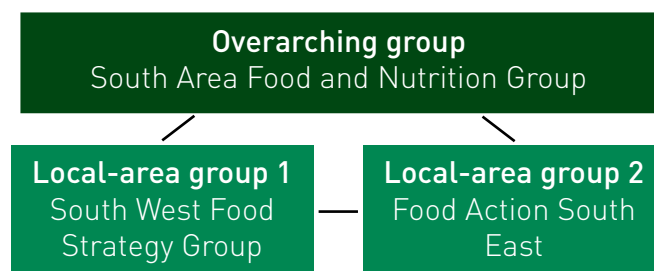 Overarching group
South Area Food and Nutrition Group
Local-area group 1
South West Food
Strategy Group
Local-area group 2
Food Action South
East